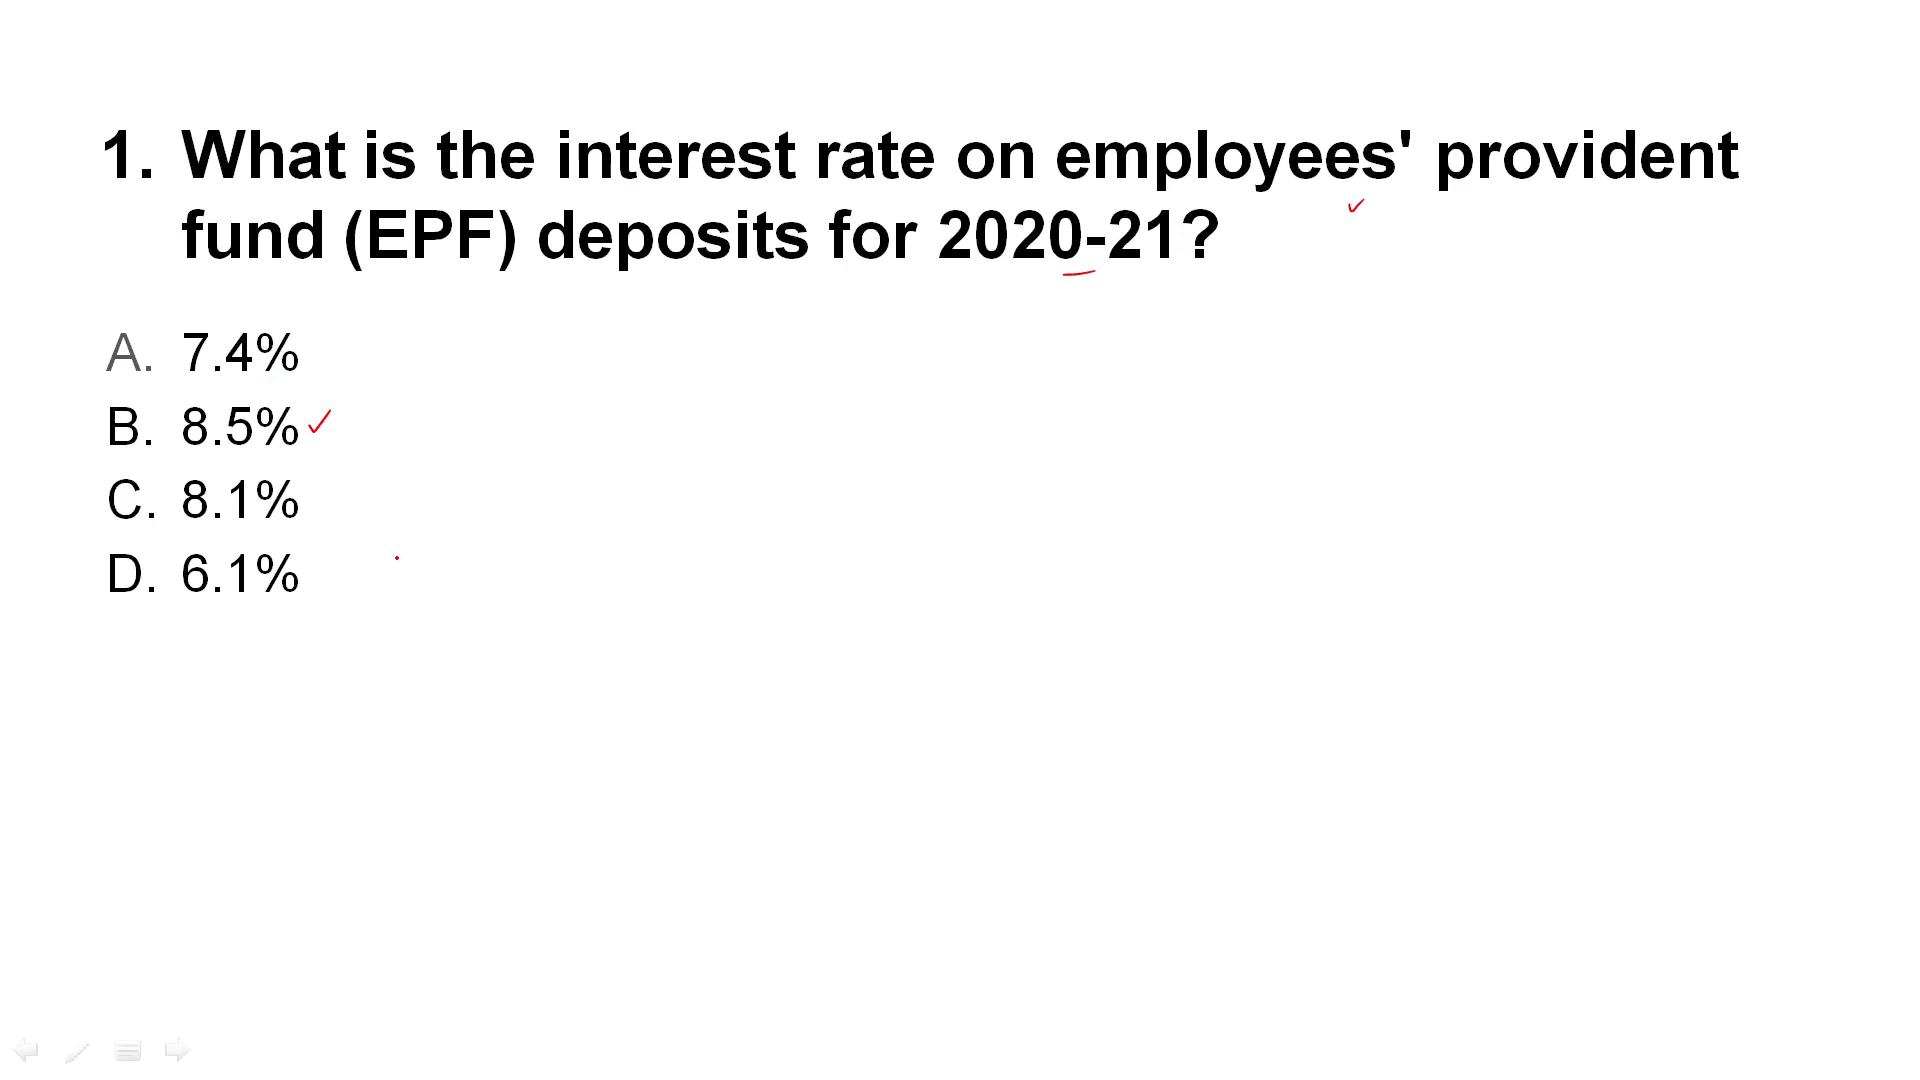 1. What is the interest rate on employees' provident
fund (EPF) deposits for 2020-21?
A. 7.4%
B. 8.5%
C. 8.1%
D. 6.1%